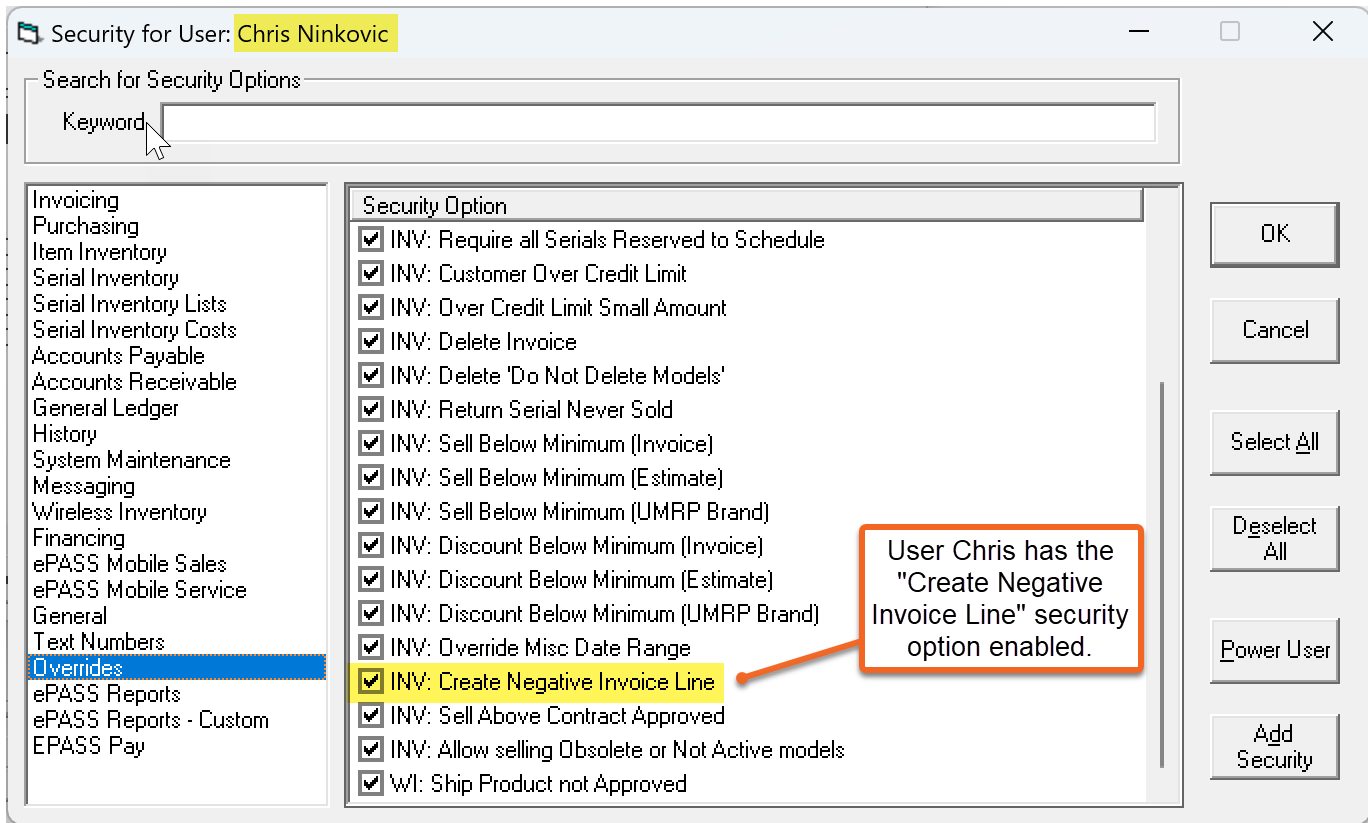 Security for User: Chris Ninkovic
Search for Security Options
Keyword
Invoicing
Purchasing
Item Inventory
Serial Inventory
Serial Inventory Lists
Serial Inventory Costs
Accounts Payable
Accounts Receivable
General Ledger
History
System Maintenance
Messaging
Wireless Inventory
Financing
ePASS Mobile Sales
ePASS Mobile Service
General
Text Numbers
Overrides
ePASS Reports
ePASS Reports - Custom
EPASS Pay
Security Option
INV: Require all Serials Reserved to Schedule
INV: Customer Over Credit Limit
INV: Over Credit Limit Small Amount
INV: Delete Invoice
INV: Delete 'Do Not Delete Models'
INV: Return Serial Never Sold
INV: Sell Below Minimum (Invoice)
INV: Sell Below Minimum (Estimate)
INV: Sell Below Minimum (UMRP Brand)
INV: Discount Below Minimum (Invoice)
INV: Discount Below Minimum (Estimate)
INV: Discount Below Minimum (UMRP Brand)
INV: Override Misc Date Range
INV: Create Negative Invoice Line
INV: Sell Above Contract Approved
INV: Allow selling Obsolete or Not Active models
WI: Ship Product not Approved
User Chris has the
"Create Negative
Invoice Line" security
option enabled.
OK
Cancel
Select All
Deselect
All
Power User
Add
Security